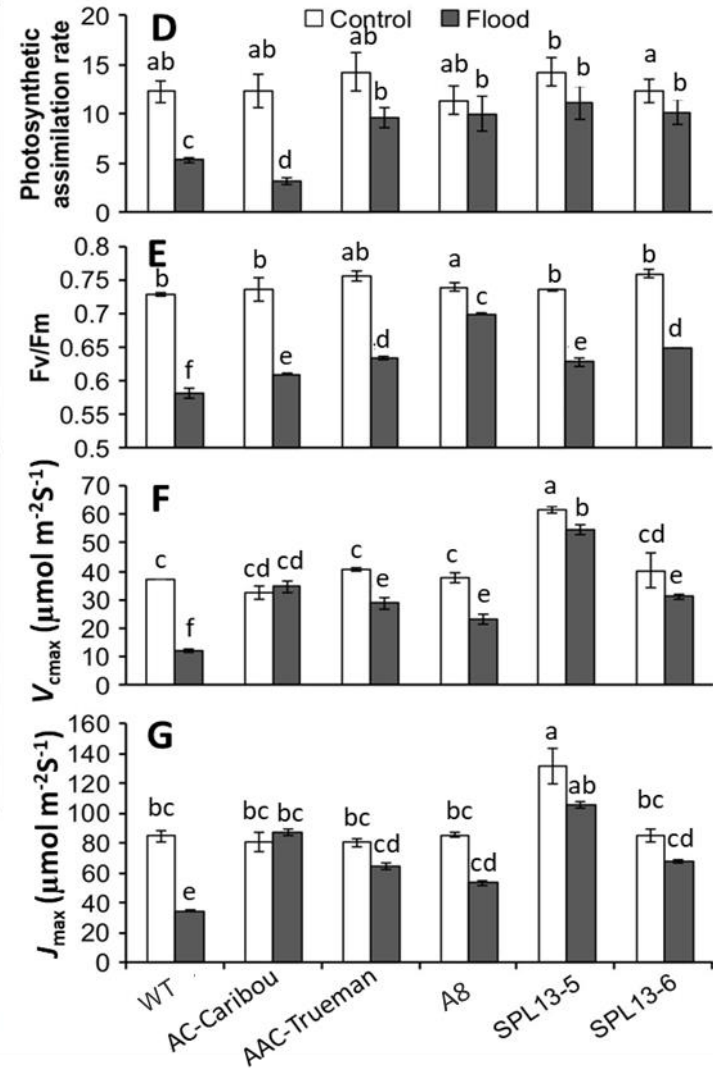 Control Flood
D
Photosynthetic
assimilation rate
20
15
10
5
0
ab c ab d ab b ab b b b a b
E
Fv/Fm
0.8
0.75
0.7
0.65
0.6
0.55
0.5
b f b e ab .d a c b e b d
F
Vcmax (µmol m-2S-1)
70
60
50
40
30
20
10
0
c f cd cd c e c e a b cd e
G
Jmax (µmol m-2S-1)
160
140
120
100
80
60
40
20
0
bc e bc bc bc cd bc cd a ab bc cd
WT
AC-Caribou
AAC-Trueman
A8
SPL13-5
SPL13-6